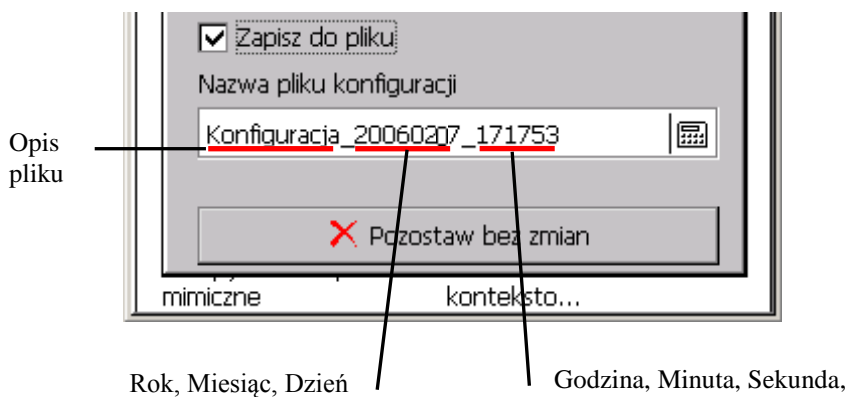 Zapisz do pliku
Nazwa pliku konfiguracji
Konfiguracja_20060207_171753
Opis
pliku
Pozostaw bez zmian
mimiczne konteksto...
Rok, Miesiąc, Dzień Godzina, Minuta, Sekunda,